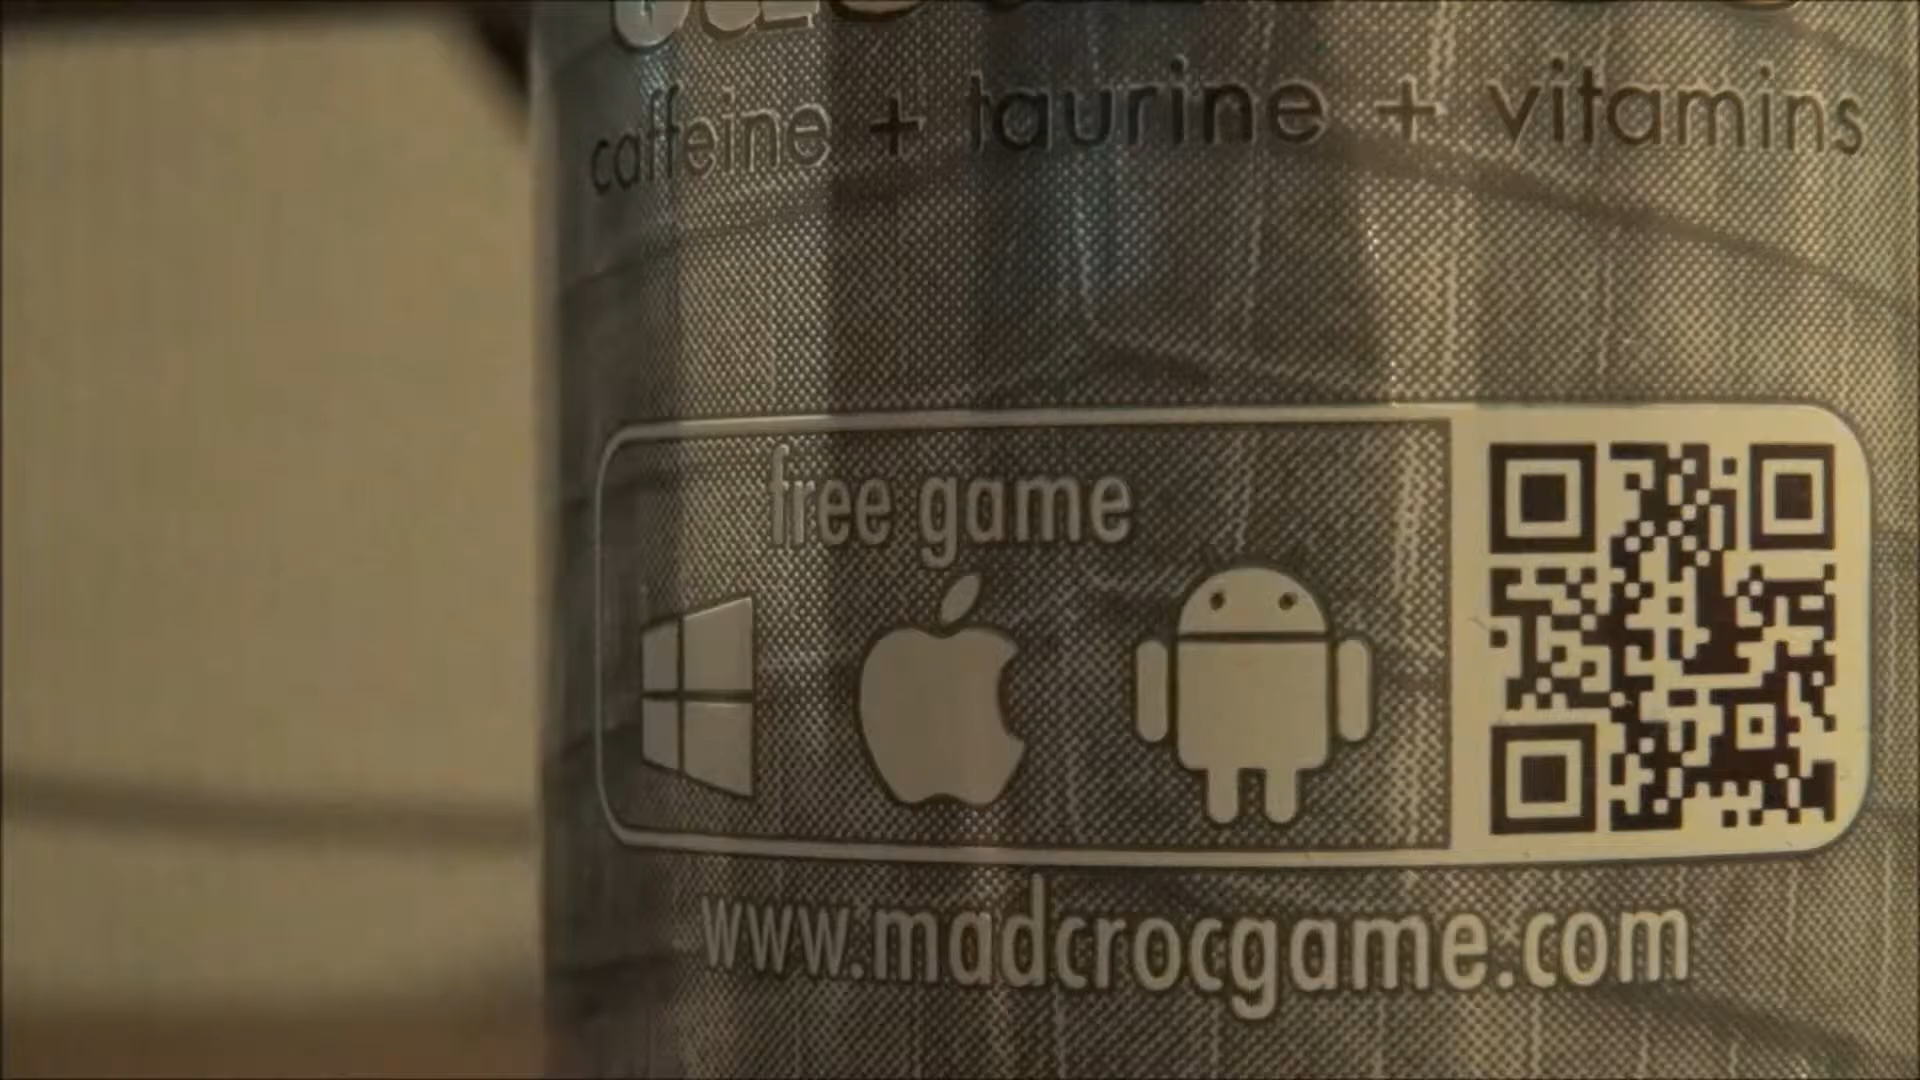 caffeine + taurine + vitamins
free game
www.madcrocgame.com